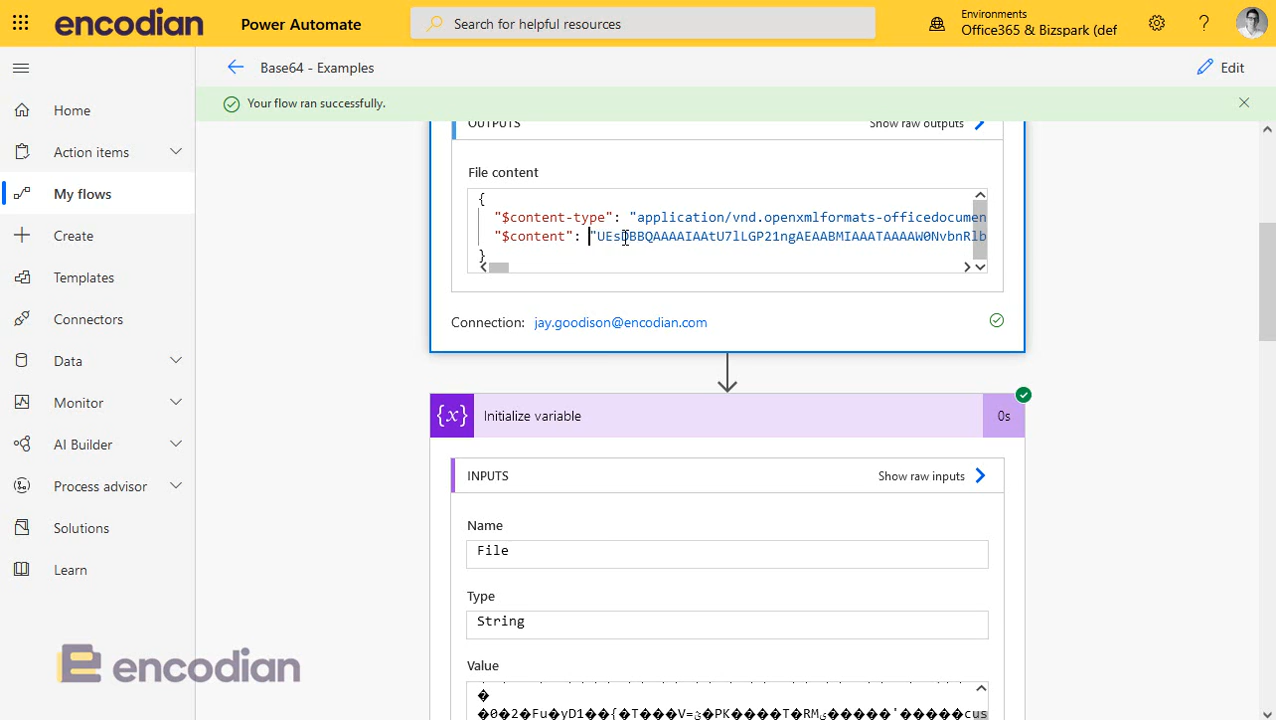 encodian
Power Automate
Search for helpful resources
Environments
Office365 & Bizspark (def
Base64 - Examples
Edit
Your flow ran successfully.
Home
Action items
My flows
Create
Templates
Connectors
Data
Monitor
AI Builder
Process advisor
Solutions
Learn
OUTPUTS
Show raw outputs
File content
{
"$content-type": "application/vnd.openxmlformats-officedocumen
"$content": "UEsDBBQAAAAIAAtU7lLGP21ngAEAABMIAAATAAAAW0NvbnRlb
}
Connection: jay.goodison@encodian.com
{x} Initialize variable
0s
INPUTS
Show raw inputs
Name
File
Type
String
Value
encodian